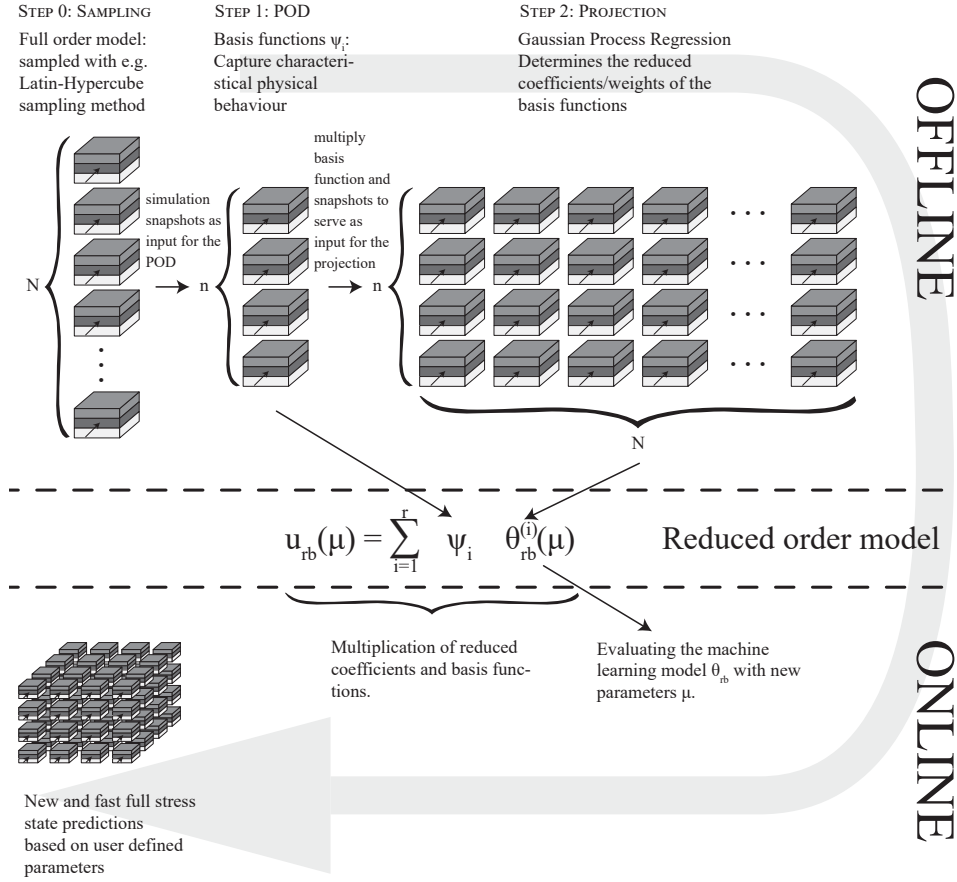 STEP 0: SAMPLING
Full order model:
sampled with e.g.
Latin-Hypercube
sampling method
STEP 1: POD
Basis functions ψi:
Capture characteri-
stical physical
behaviour
STEP 2: PROJECTION
Gaussian Process Regression
Determines the reduced
coefficients/weights of the
basis functions
OFFLINE
N
simulation
snapshots as
input for the
POD
n
multiply
basis
function and
snapshots to
serve as
input for the
projection
n
. . .
. . .
. . .
. . .
N
u_rb(μ) = ∑_{i=1}^{r} ψ_i θ_rb^(i)(μ)
Reduced order model
Multiplication of reduced
coefficients and basis func-
tions.
Evaluating the machine
learning model θ_rb with new
parameters μ.
ONLINE
New and fast full stress
state predictions
based on user defined
parameters